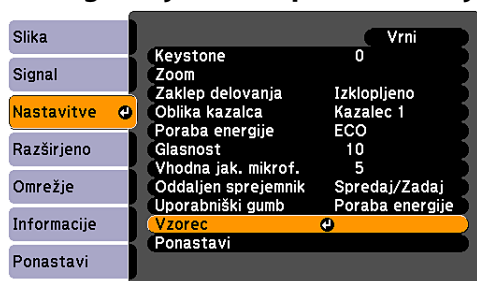 Slika
Signal
Nastavitve
Razširjeno
Omrežje
Informacije
Ponastavi
Vrni
Keystone 0
Zoom
Zaklep delovanja Izklopljeno
Oblika kazalca Kazalec 1
Poraba energije ECO
Glasnost 10
Vhodna jak. mikrof. 5
Oddaljen sprejemnik Spredaj/Zadaj
Uporabniški gumb Poraba energije
Vzorec
Ponastavi